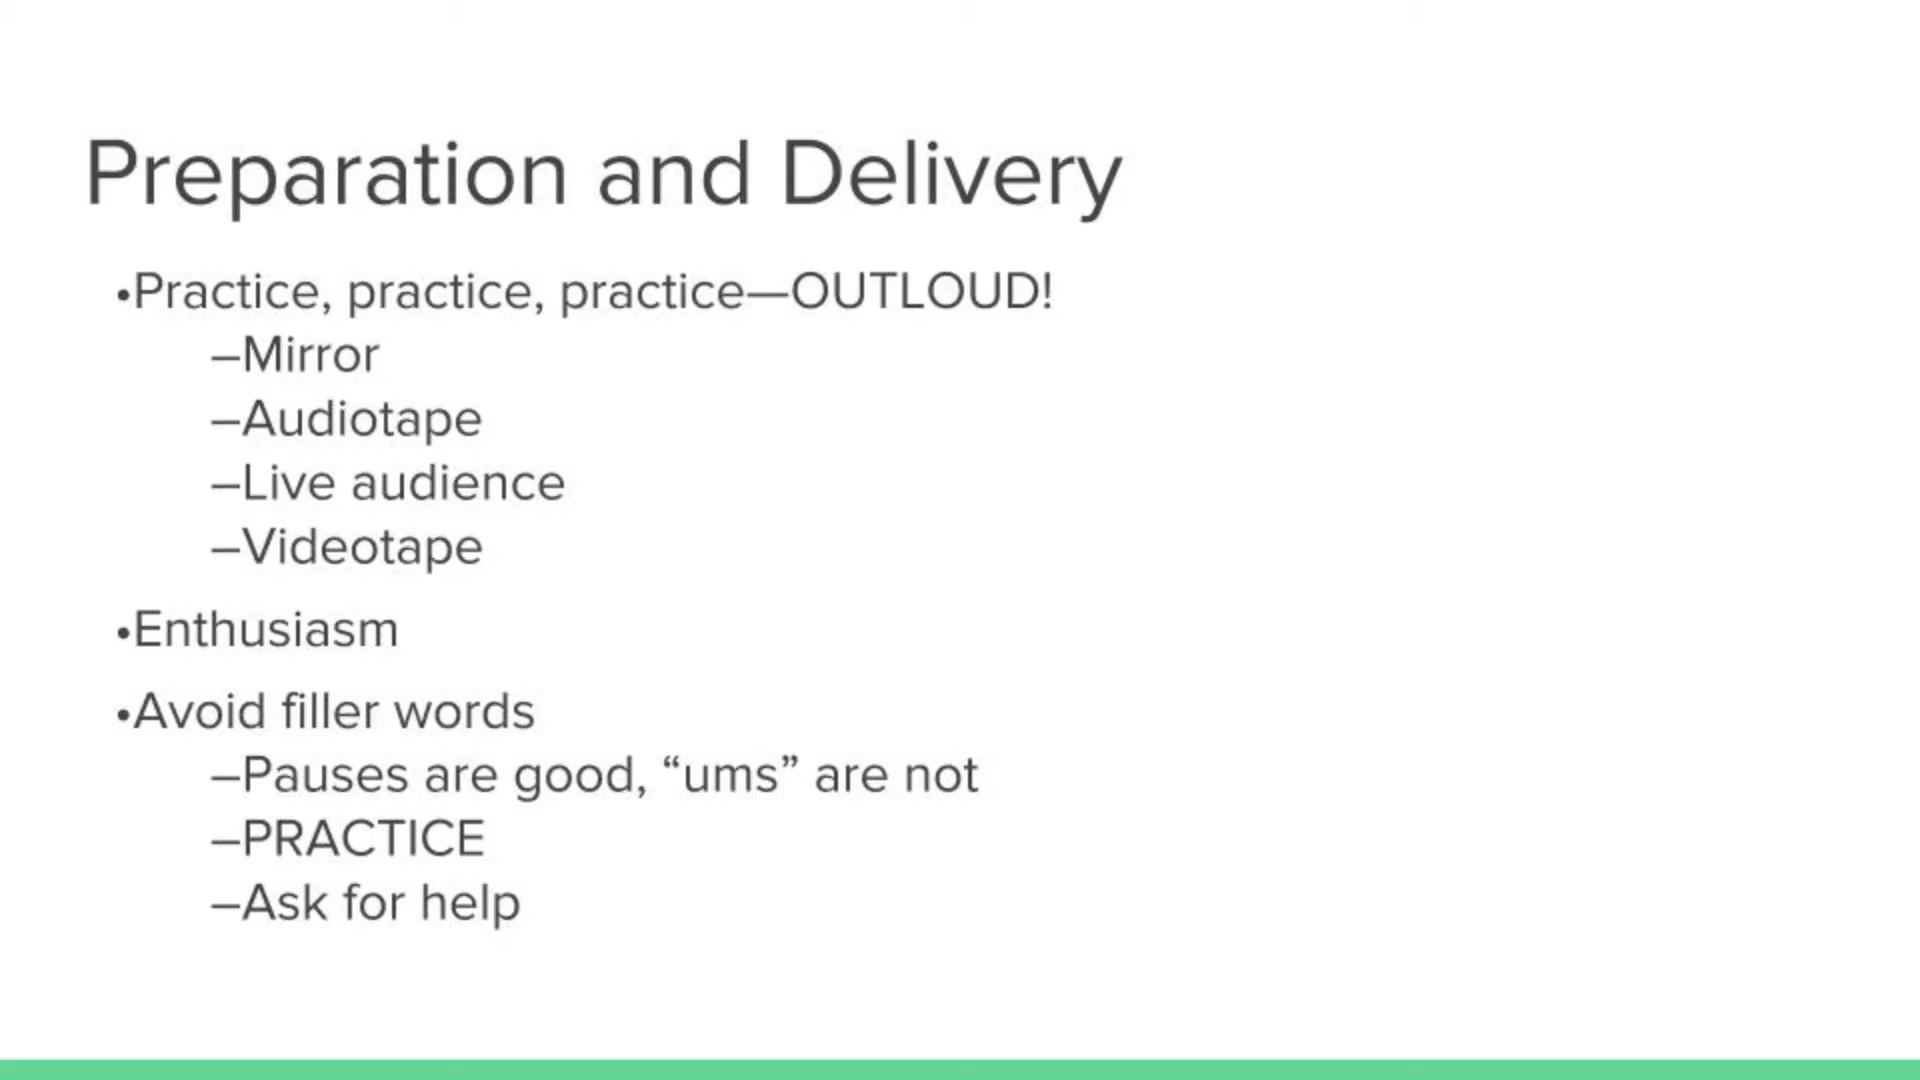 Preparation and Delivery
•Practice, practice, practice—OUTLOUD!
–Mirror
–Audiotape
–Live audience
–Videotape
•Enthusiasm
•Avoid filler words
–Pauses are good, “ums” are not
–PRACTICE
–Ask for help